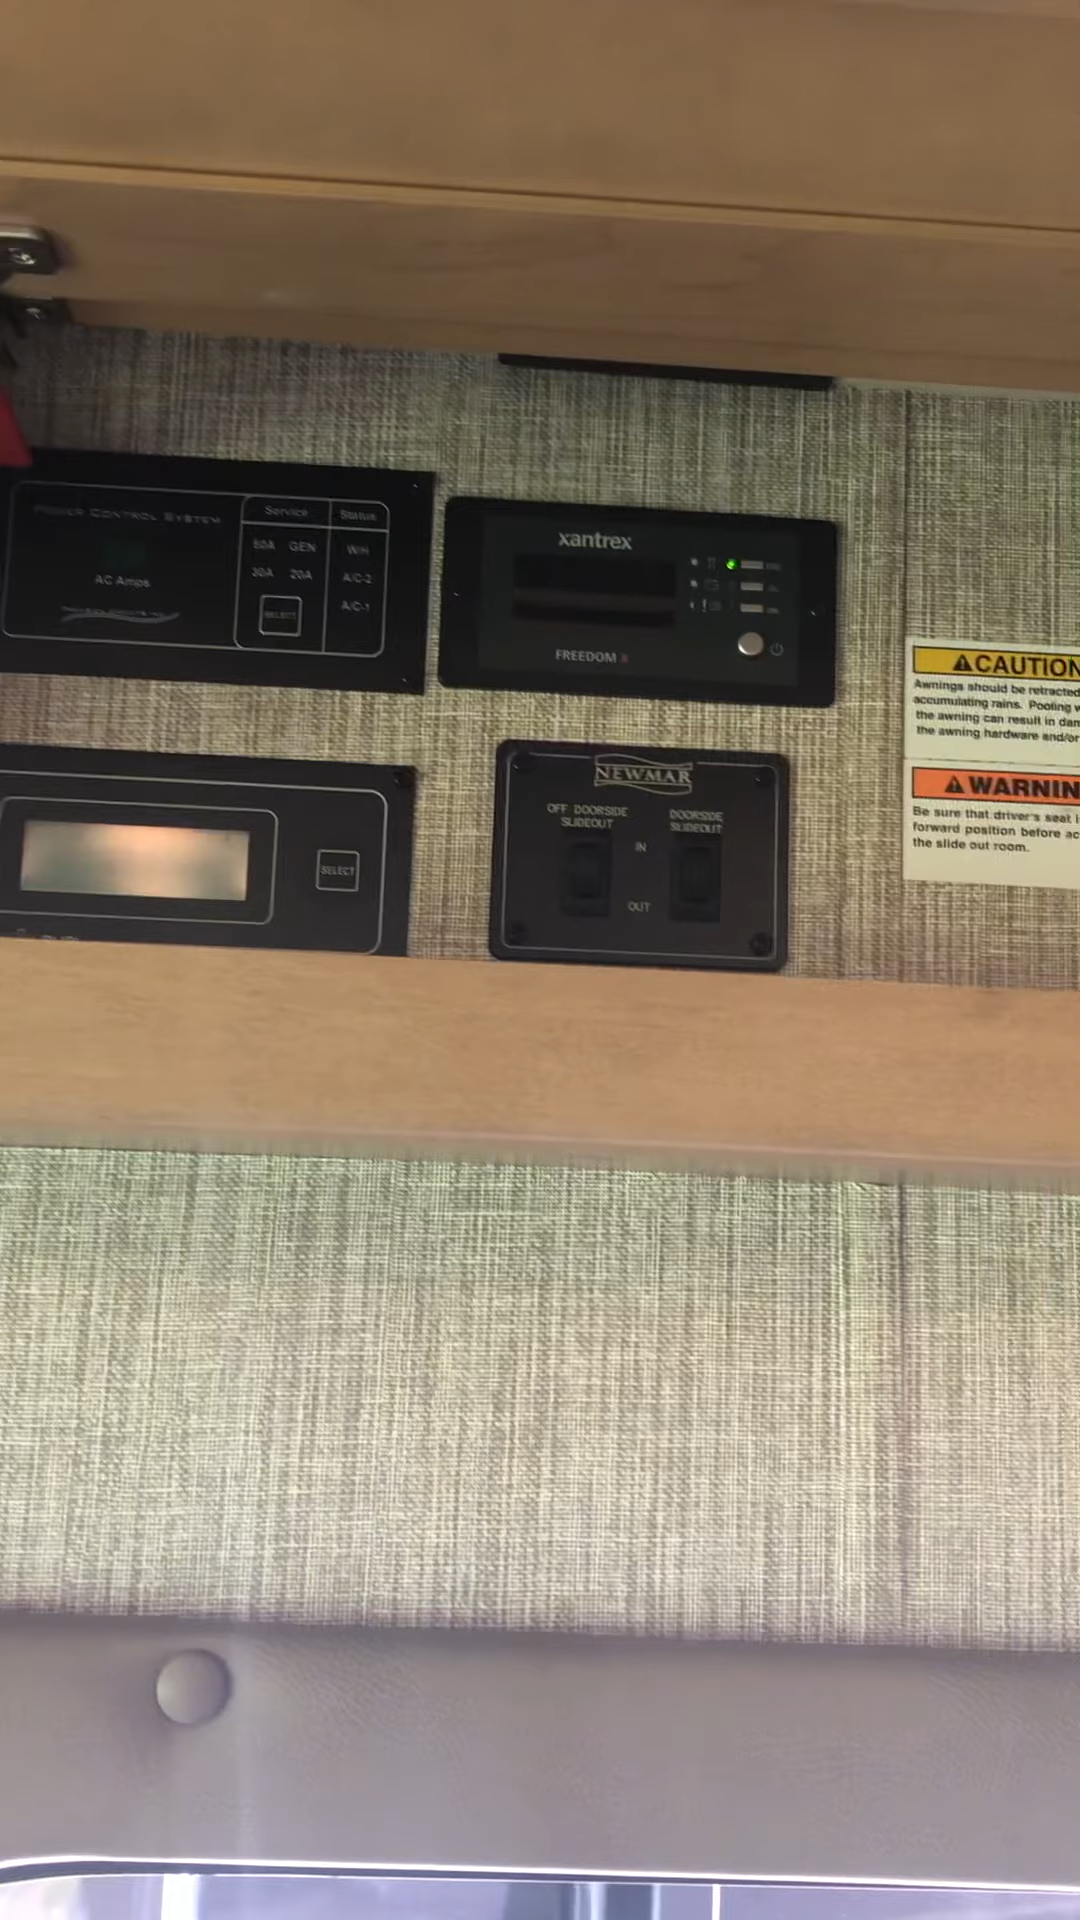 POWER CONTROL SYSTEM
Service
Status
50A GEN
30A 20A
SELECT
W/H
A/C-2
A/C-1
AC Amps
xantrex
FREEDOM X
CAUTION
Awnings should be retracted
accumulating rains. Pooling w
the awning can result in dam
the awning hardware and/or
WARNIN
Be sure that driver's seat i
forward position before ac
the slide out room.
SELECT
NEWMAR
OFF DOORSIDE
SLIDEOUT
DOORSIDE
SLIDEOUT
IN
OUT